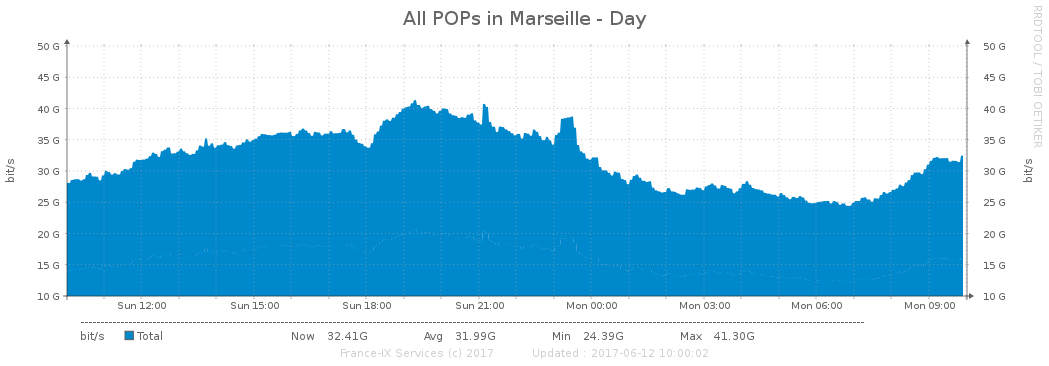 All POPs in Marseille - Day
RRDTOOL / TOBI OETIKER
50 G 50 G
45 G 45 G
40 G 40 G
35 G 35 G
30 G 30 G
25 G 25 G
20 G 20 G
15 G 15 G
10 G 10 G
bit/s
bit/s
Sun 12:00 Sun 15:00 Sun 18:00 Sun 21:00 Mon 00:00 Mon 03:00 Mon 06:00 Mon 09:00
bit/s Total Now 32.41G Avg 31.99G Min 24.39G Max 41.30G
France-IX Services (c) 2017 Updated : 2017-06-12 10:00:02